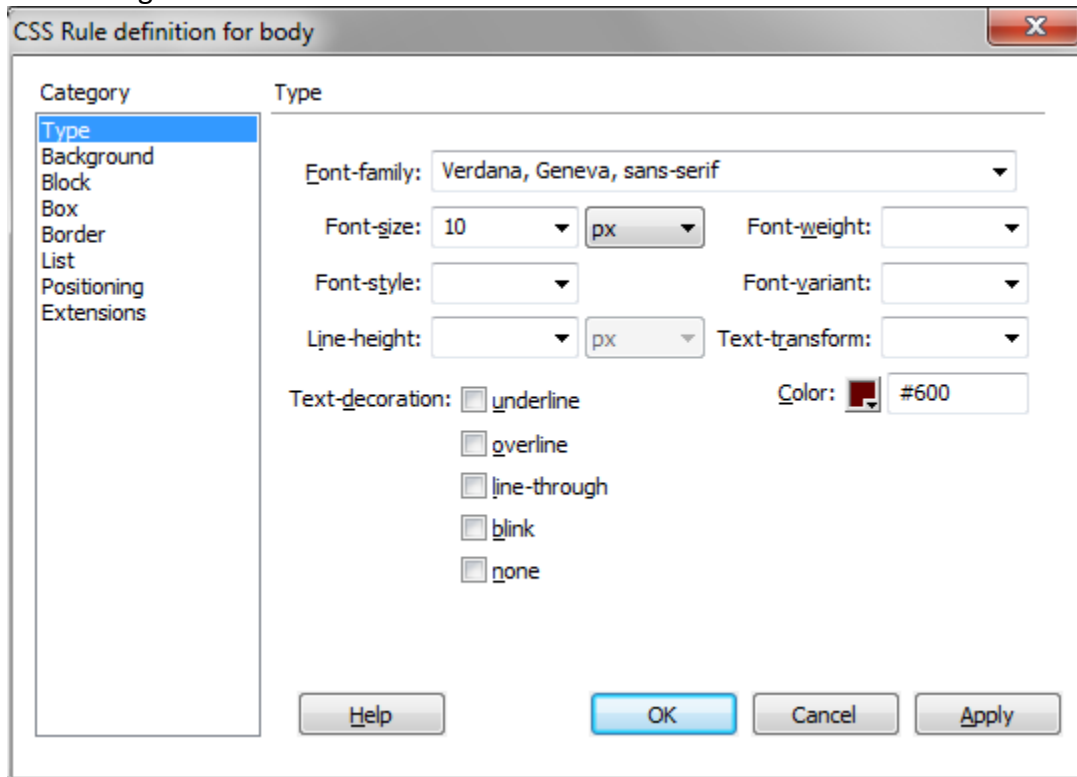 CSS Rule definition for body
Category
Type
Type
Background
Block
Box
Border
List
Positioning
Extensions
Font-family: Verdana, Geneva, sans-serif
Font-size: 10 px Font-weight:
Font-style: Font-variant:
Line-height: px Text-transform:
Text-decoration: underline Color: #600
overline
line-through
blink
none
Help OK Cancel Apply